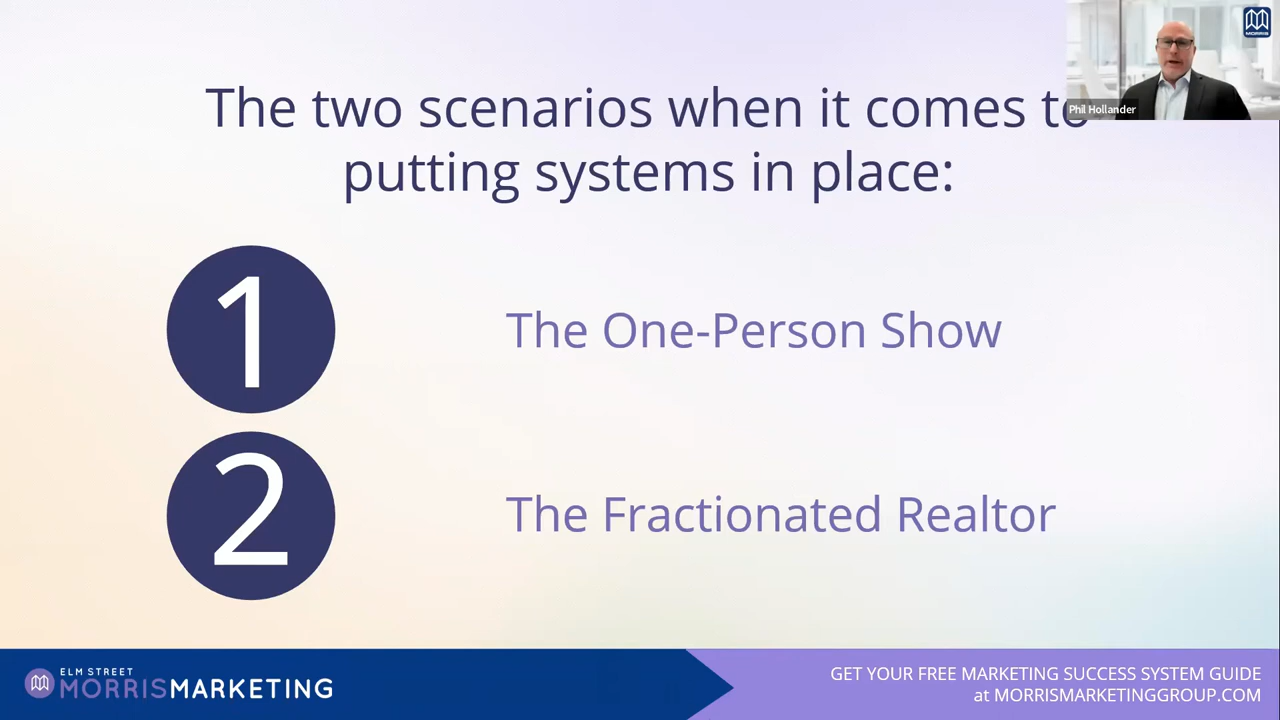 The two scenarios when it comes to
putting systems in place:
MORRIS
Phil Hollander
1
The One-Person Show
2
The Fractionated Realtor
ELM STREET
MORRISMARKETING
GET YOUR FREE MARKETING SUCCESS SYSTEM GUIDE
at MORRISMARKETINGGROUP.COM